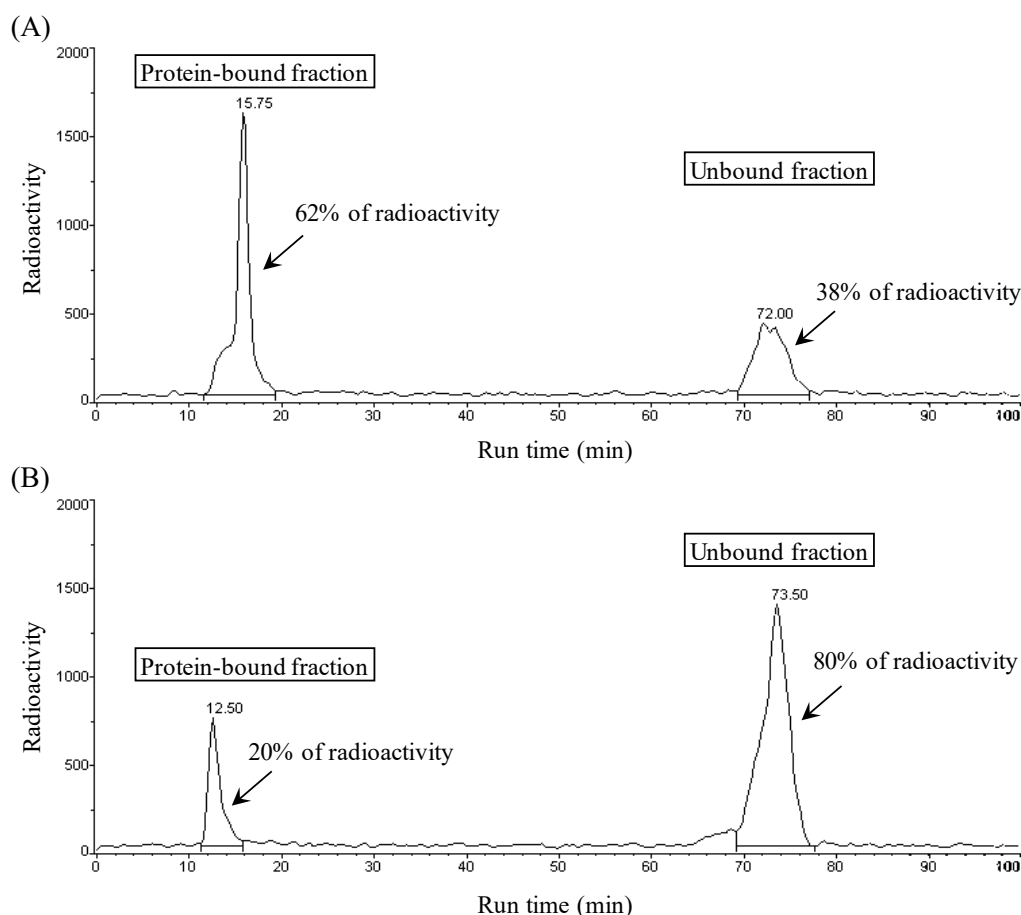 (A)
2000
Protein-bound fraction
15.75
1500
Unbound fraction
62% of radioactivity
1000
Radioactivity
38% of radioactivity
500
72.00
0
0 10 20 30 40 50 60 70 80 90 100
Run time (min)
(B)
2000
Unbound fraction
1500
73.50
Protein-bound fraction
80% of radioactivity
1000
Radioactivity
12.50
20% of radioactivity
500
0
0 10 20 30 40 50 60 70 80 90 100
Run time (min)